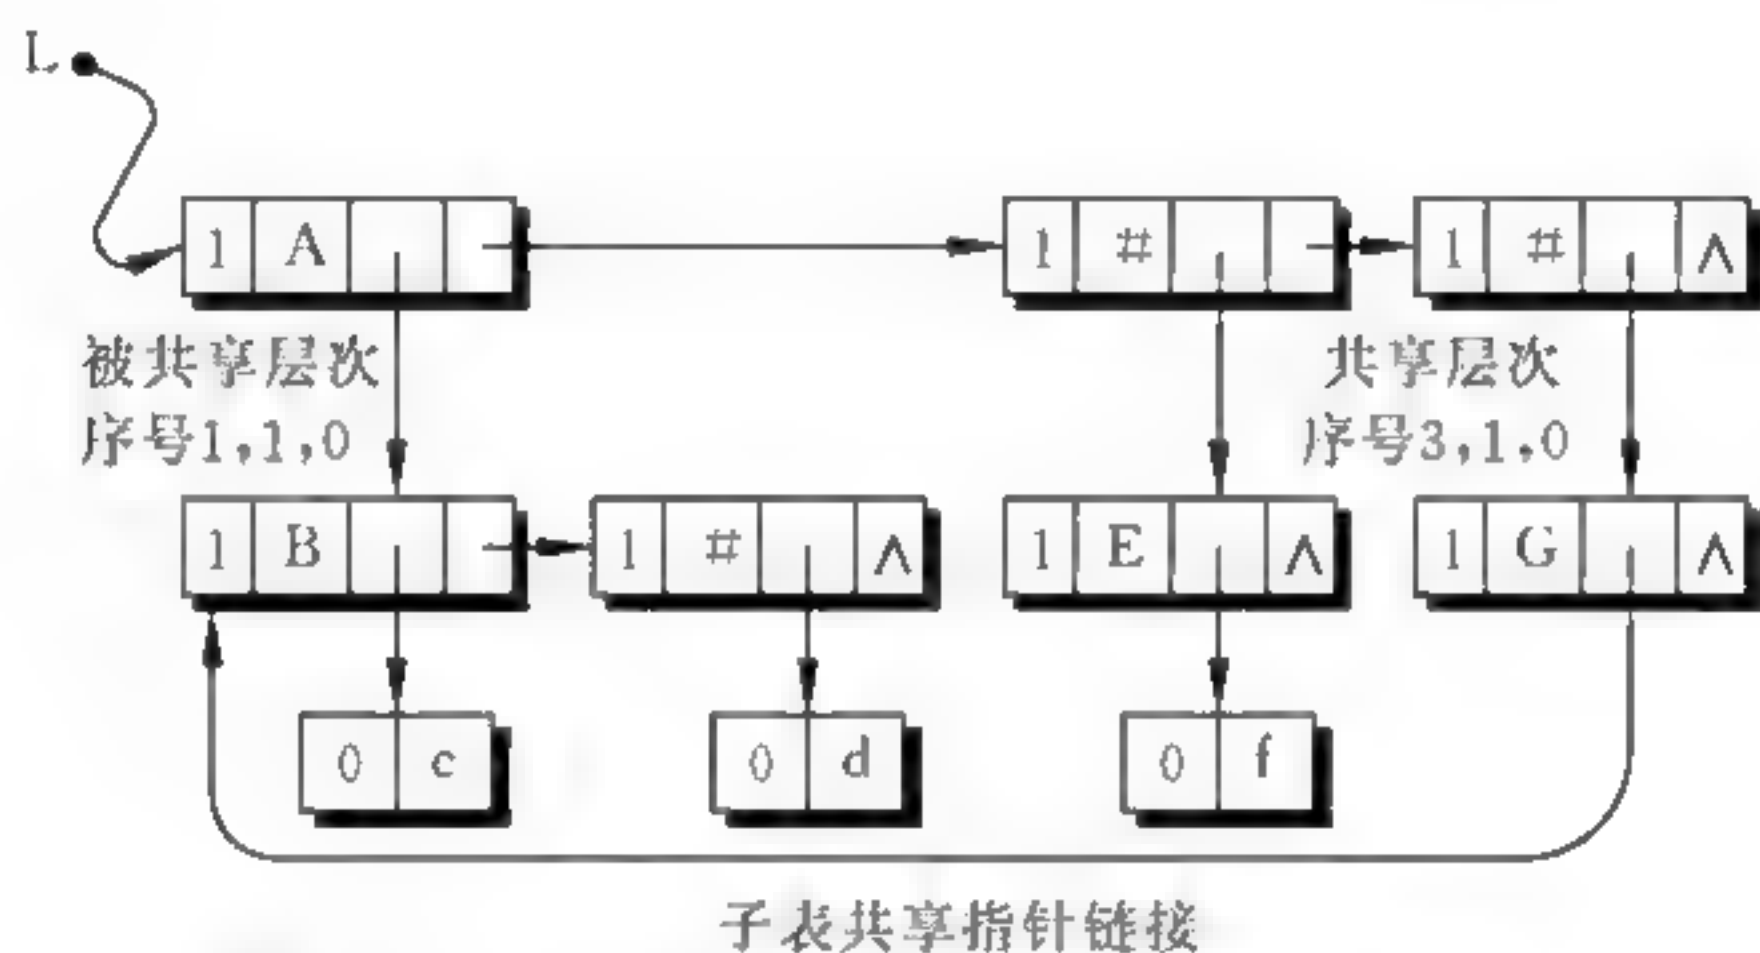 L
1 A 1 # 1 # ∧
被共享层次 共享层次
序号1,1,0 序号3,1,0
1 B 1 # ∧ 1 E ∧ 1 G ∧
0 c 0 d 0 f
子表共享指针链接